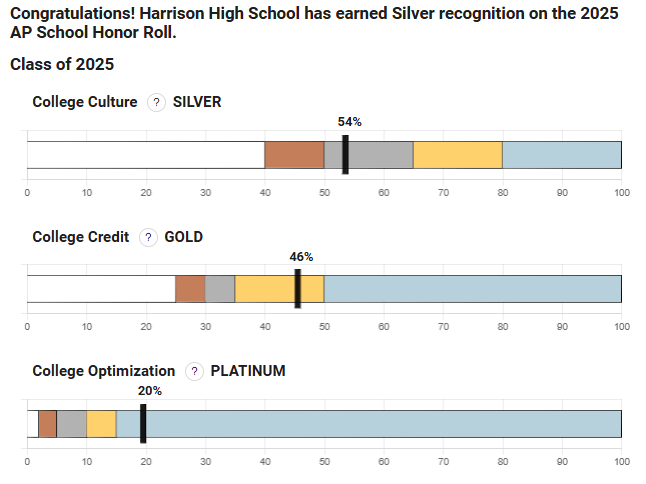 Congratulations! Harrison High School has earned Silver recognition on the 2025
AP School Honor Roll.
Class of 2025
College Culture ? SILVER
54%
0 10 20 30 40 50 60 70 80 90 100
College Credit ? GOLD
46%
0 10 20 30 40 50 60 70 80 90 100
College Optimization ? PLATINUM
20%
0 10 20 30 40 50 60 70 80 90 100